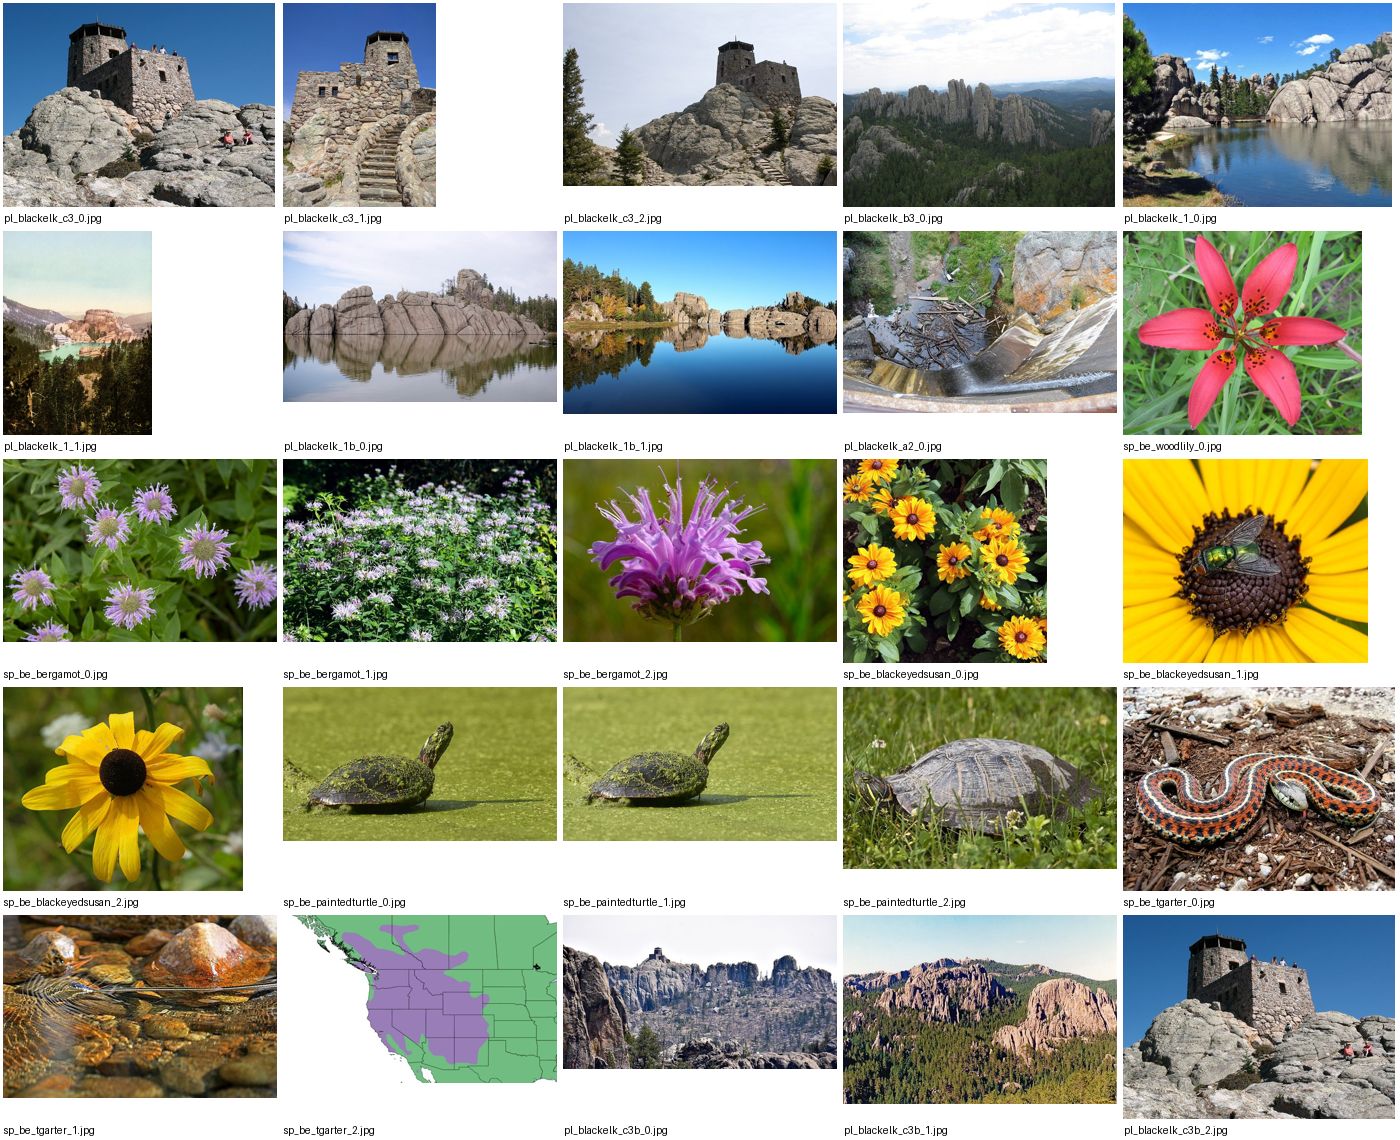 pl_blackelk_c3_0.jpg
pl_blackelk_c3_1.jpg
pl_blackelk_c3_2.jpg
pl_blackelk_b3_0.jpg
pl_blackelk_1_0.jpg
pl_blackelk_1_1.jpg
pl_blackelk_1b_0.jpg
pl_blackelk_1b_1.jpg
pl_blackelk_a2_0.jpg
sp_be_woodlily_0.jpg
sp_be_bergamot_0.jpg
sp_be_bergamot_1.jpg
sp_be_bergamot_2.jpg
sp_be_blackeyedsusan_0.jpg
sp_be_blackeyedsusan_1.jpg
sp_be_blackeyedsusan_2.jpg
sp_be_paintedturtle_0.jpg
sp_be_paintedturtle_1.jpg
sp_be_paintedturtle_2.jpg
sp_be_tgarter_0.jpg
sp_be_tgarter_1.jpg
sp_be_tgarter_2.jpg
pl_blackelk_c3b_0.jpg
pl_blackelk_c3b_1.jpg
pl_blackelk_c3b_2.jpg